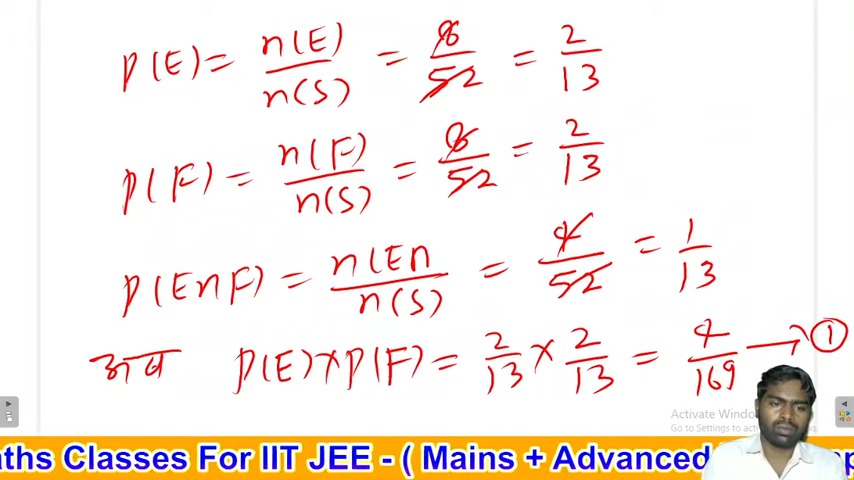 P(E) = n(E)/n(S) = 8/52 = 2/13
P(F) = n(F)/n(S) = 8/52 = 2/13
P(E∩F) = n(E∩/n(S) = 4/52 = 1/13
अब P(E)×P(F) = 2/13 × 2/13 = 4/169 → ①
Activate Windo
Go to Settings to activ
aths Classes For IIT JEE - ( Mains + Advanced